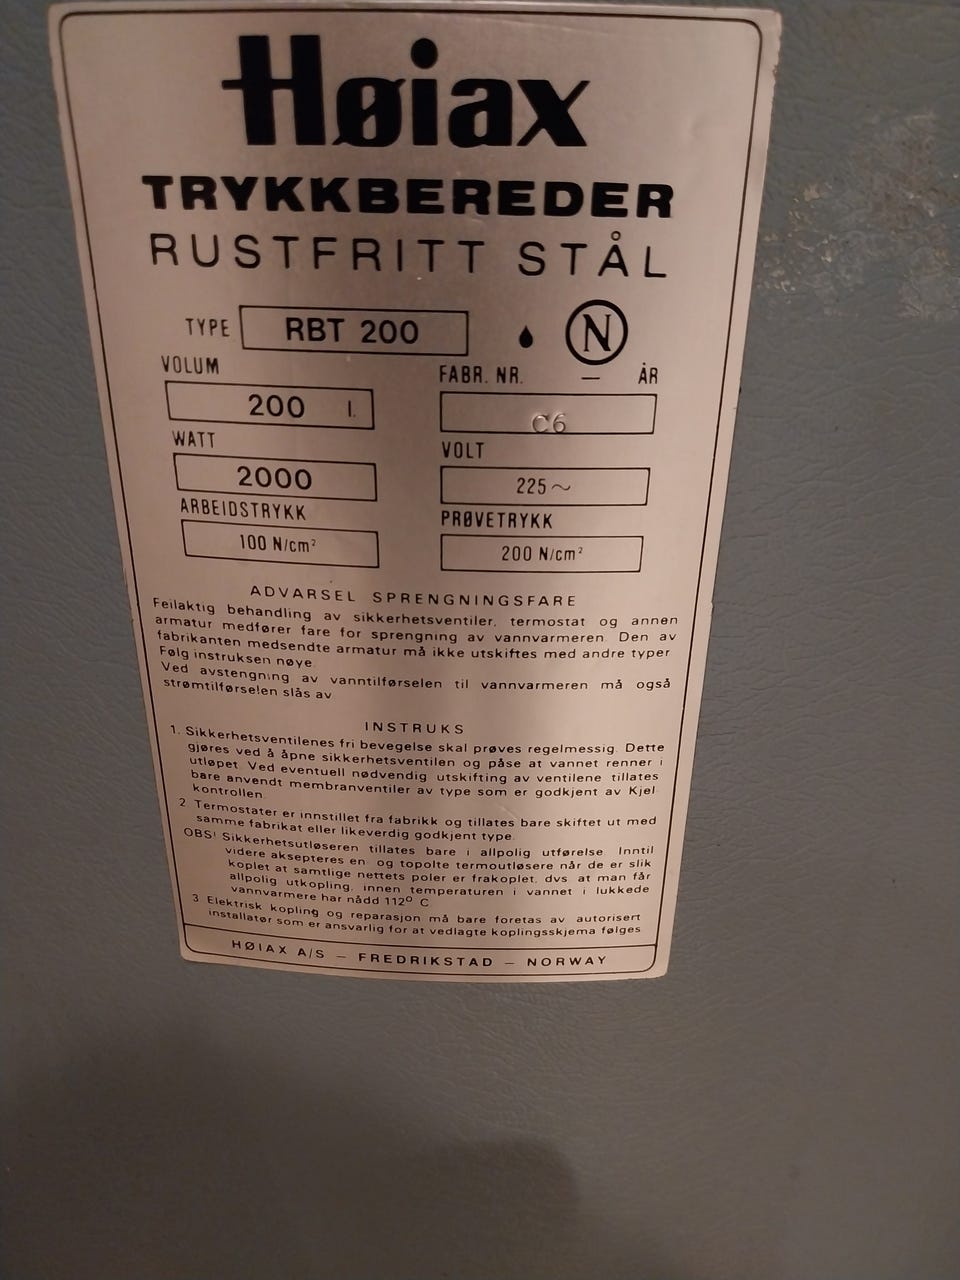 Høiax
TRYKKBEREDER
RUSTFRITT STÅL
TYPE RBT 200 N
VOLUM
200 l.
FABR. NR. — ÅR
C6
WATT
2000
VOLT
225~
ARBEIDSTRYKK
100 N/cm²
PRØVETRYKK
200 N/cm²
ADVARSEL SPRENGNINGSFARE
Feilaktig behandling av sikkerhetsventiler, termostat og annen
armatur medfører fare for sprengning av vannvarmeren. Den av
fabrikanten medsendte armatur må ikke utskiftes med andre typer
Følg instruksen nøye.
Ved avstengning av vanntilførselen til vannvarmeren må også
strømtilførselen slås av
INSTRUKS
1. Sikkerhetsventilenes fri bevegelse skal prøves regelmessig. Dette
gjøres ved å åpne sikkerhetsventilen og påse at vannet renner i
utløpet. Ved eventuell nødvendig utskifting av ventilene tillates
bare anvendt membranventiler av type som er godkjent av Kjel-
kontrollen.
2 Termostater er innstillet fra fabrikk og tillates bare skiftet ut med
samme fabrikat eller likeverdig godkjent type.
OBS! Sikkerhetsutløseren tillates bare i allpolig utførelse. Inntil
videre aksepteres en- og topolte termoutløsere når de er slik
koplet at samtlige nettets poler er frakoplet, dvs. at man får
allpolig utkopling, innen temperaturen i vannet i lukkede
vannvarmere har nådd 112° C
3 Elektrisk kopling og reparasjon må bare foretas av autorisert
installatør som er ansvarlig for at vedlagte koplingsskjema følges
HØIAX A/S – FREDRIKSTAD – NORWAY